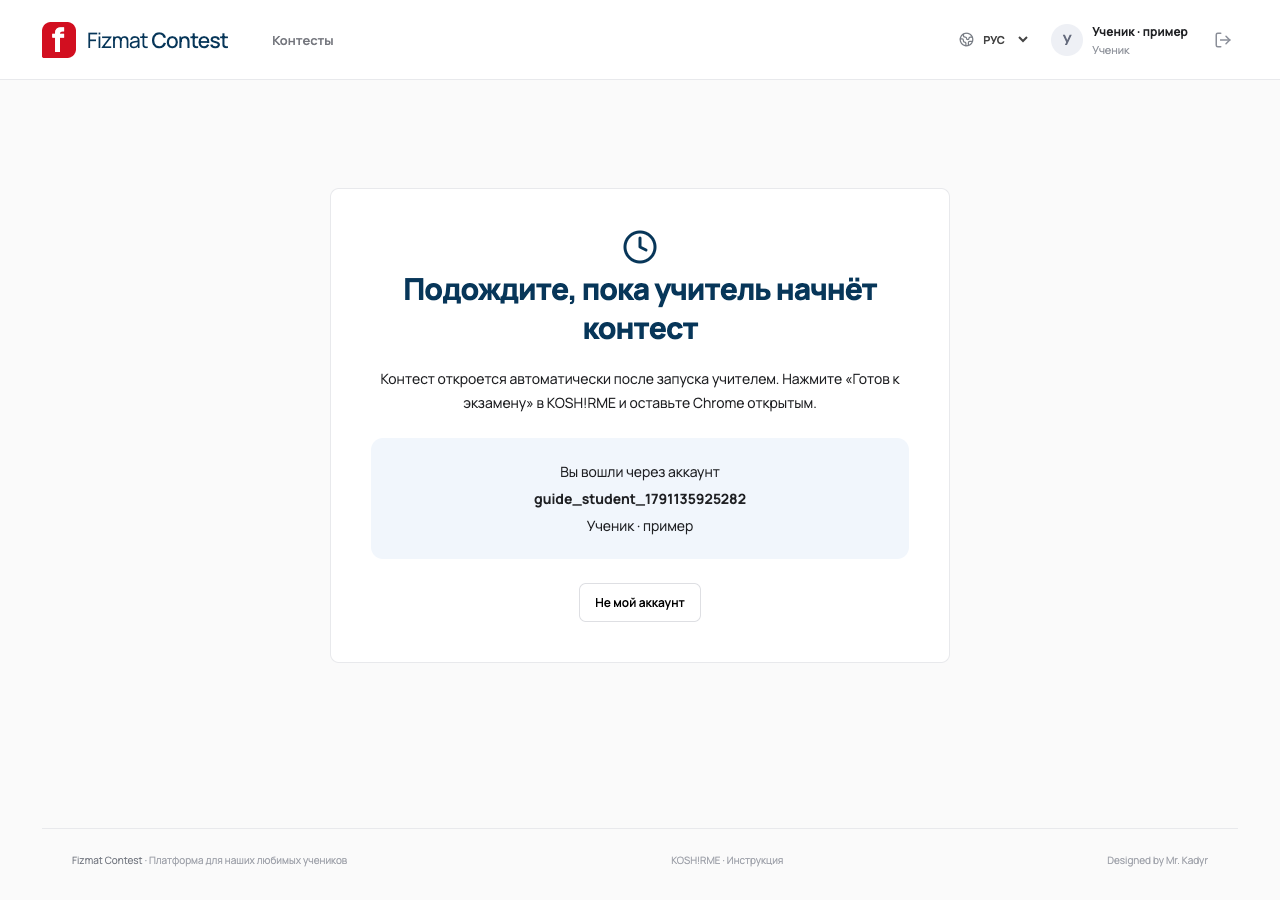 f Fizmat Contest
Контесты
РУС
У
Ученик · пример
Ученик
Подождите, пока учитель начнёт
контест
Контест откроется автоматически после запуска учителем. Нажмите «Готов к
экзамену» в KOSH!RME и оставьте Chrome открытым.
Вы вошли через аккаунт
guide_student_1791135925282
Ученик · пример
Не мой аккаунт
Fizmat Contest · Платформа для наших любимых учеников
KOSH!RME · Инструкция
Designed by Mr. Kadyr